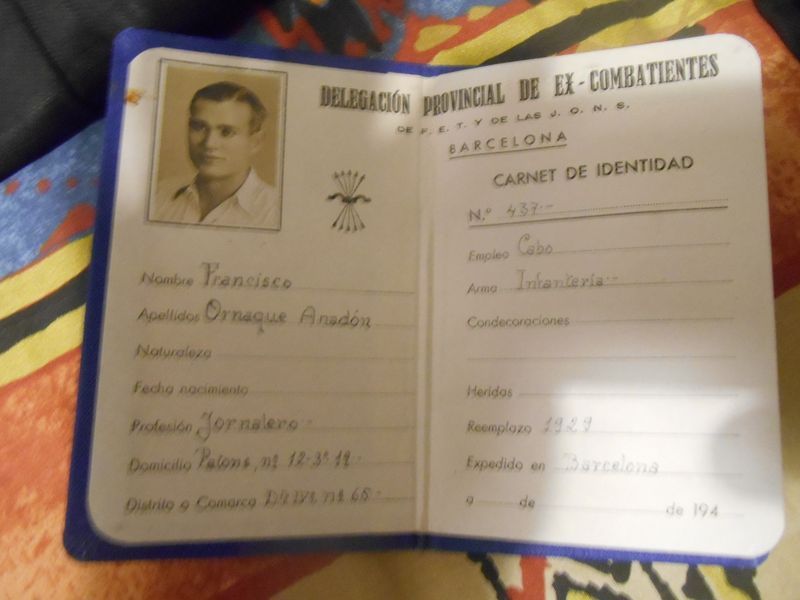 DELEGACIÓN PROVINCIAL DE EX-COMBATIENTES
DE F. E. T. Y DE LAS J. O. N. S.
BARCELONA
Nombre Francisco
Apellidos Ornaque Anadón
Naturaleza
Fecha nacimiento
Profesión Jornalero
Domicilio nº 12-3º 1ª
Distrito o Comarca nº 65
CARNET DE IDENTIDAD
N.º 437
Empleo Cabo
Arma Infantería
Condecoraciones
Heridas
Reemplazo 1929
Expedido en Barcelona
a de de 194